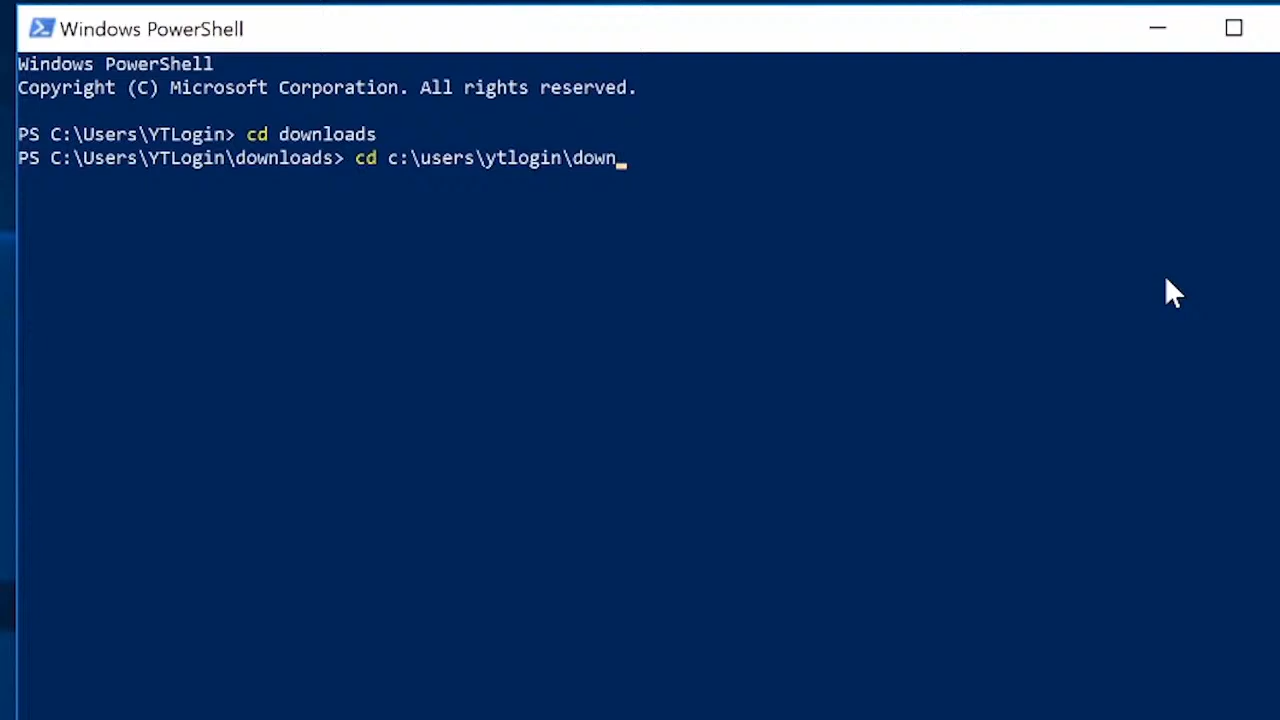 Windows PowerShell
Windows PowerShell
Copyright (C) Microsoft Corporation. All rights reserved.
PS C:\Users\YTLogin> cd downloads
PS C:\Users\YTLogin\downloads> cd c:\users\ytlogin\down